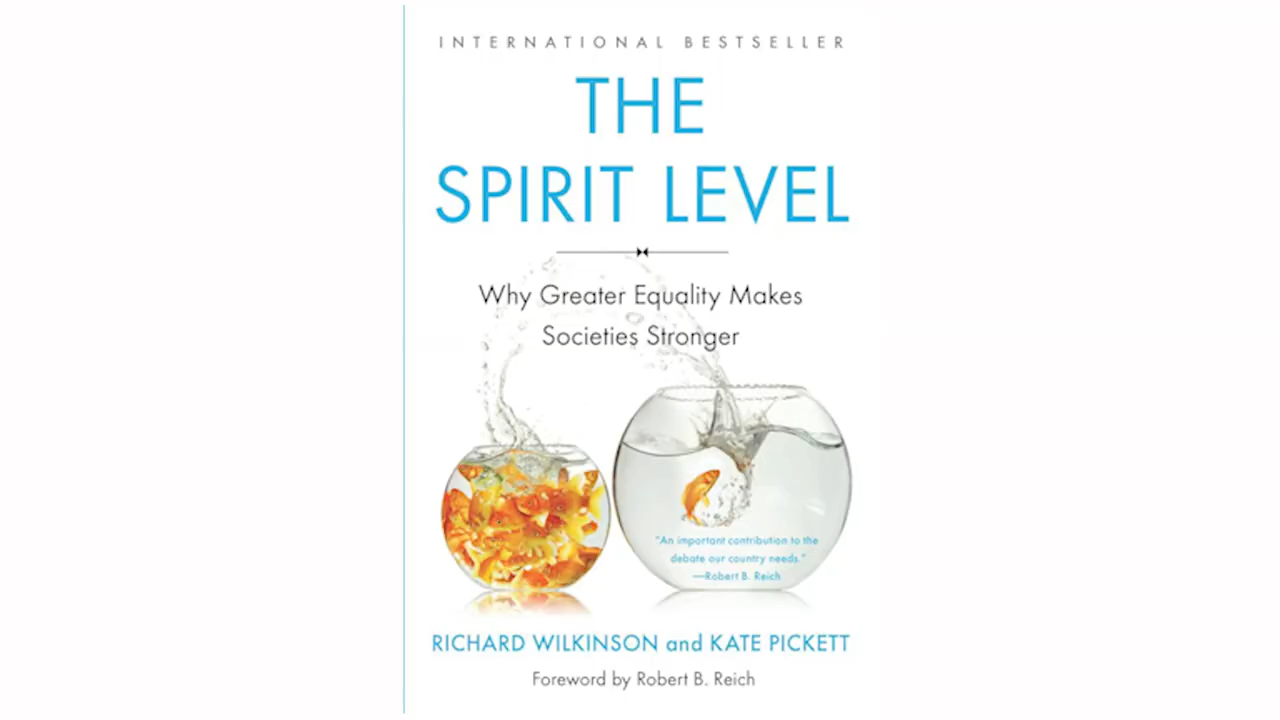 INTERNATIONAL BESTSELLER
THE
SPIRIT LEVEL
Why Greater Equality Makes
Societies Stronger
"An important contribution to the
debate our country needs."
—Robert B. Reich
RICHARD WILKINSON and KATE PICKETT
Foreword by Robert B. Reich